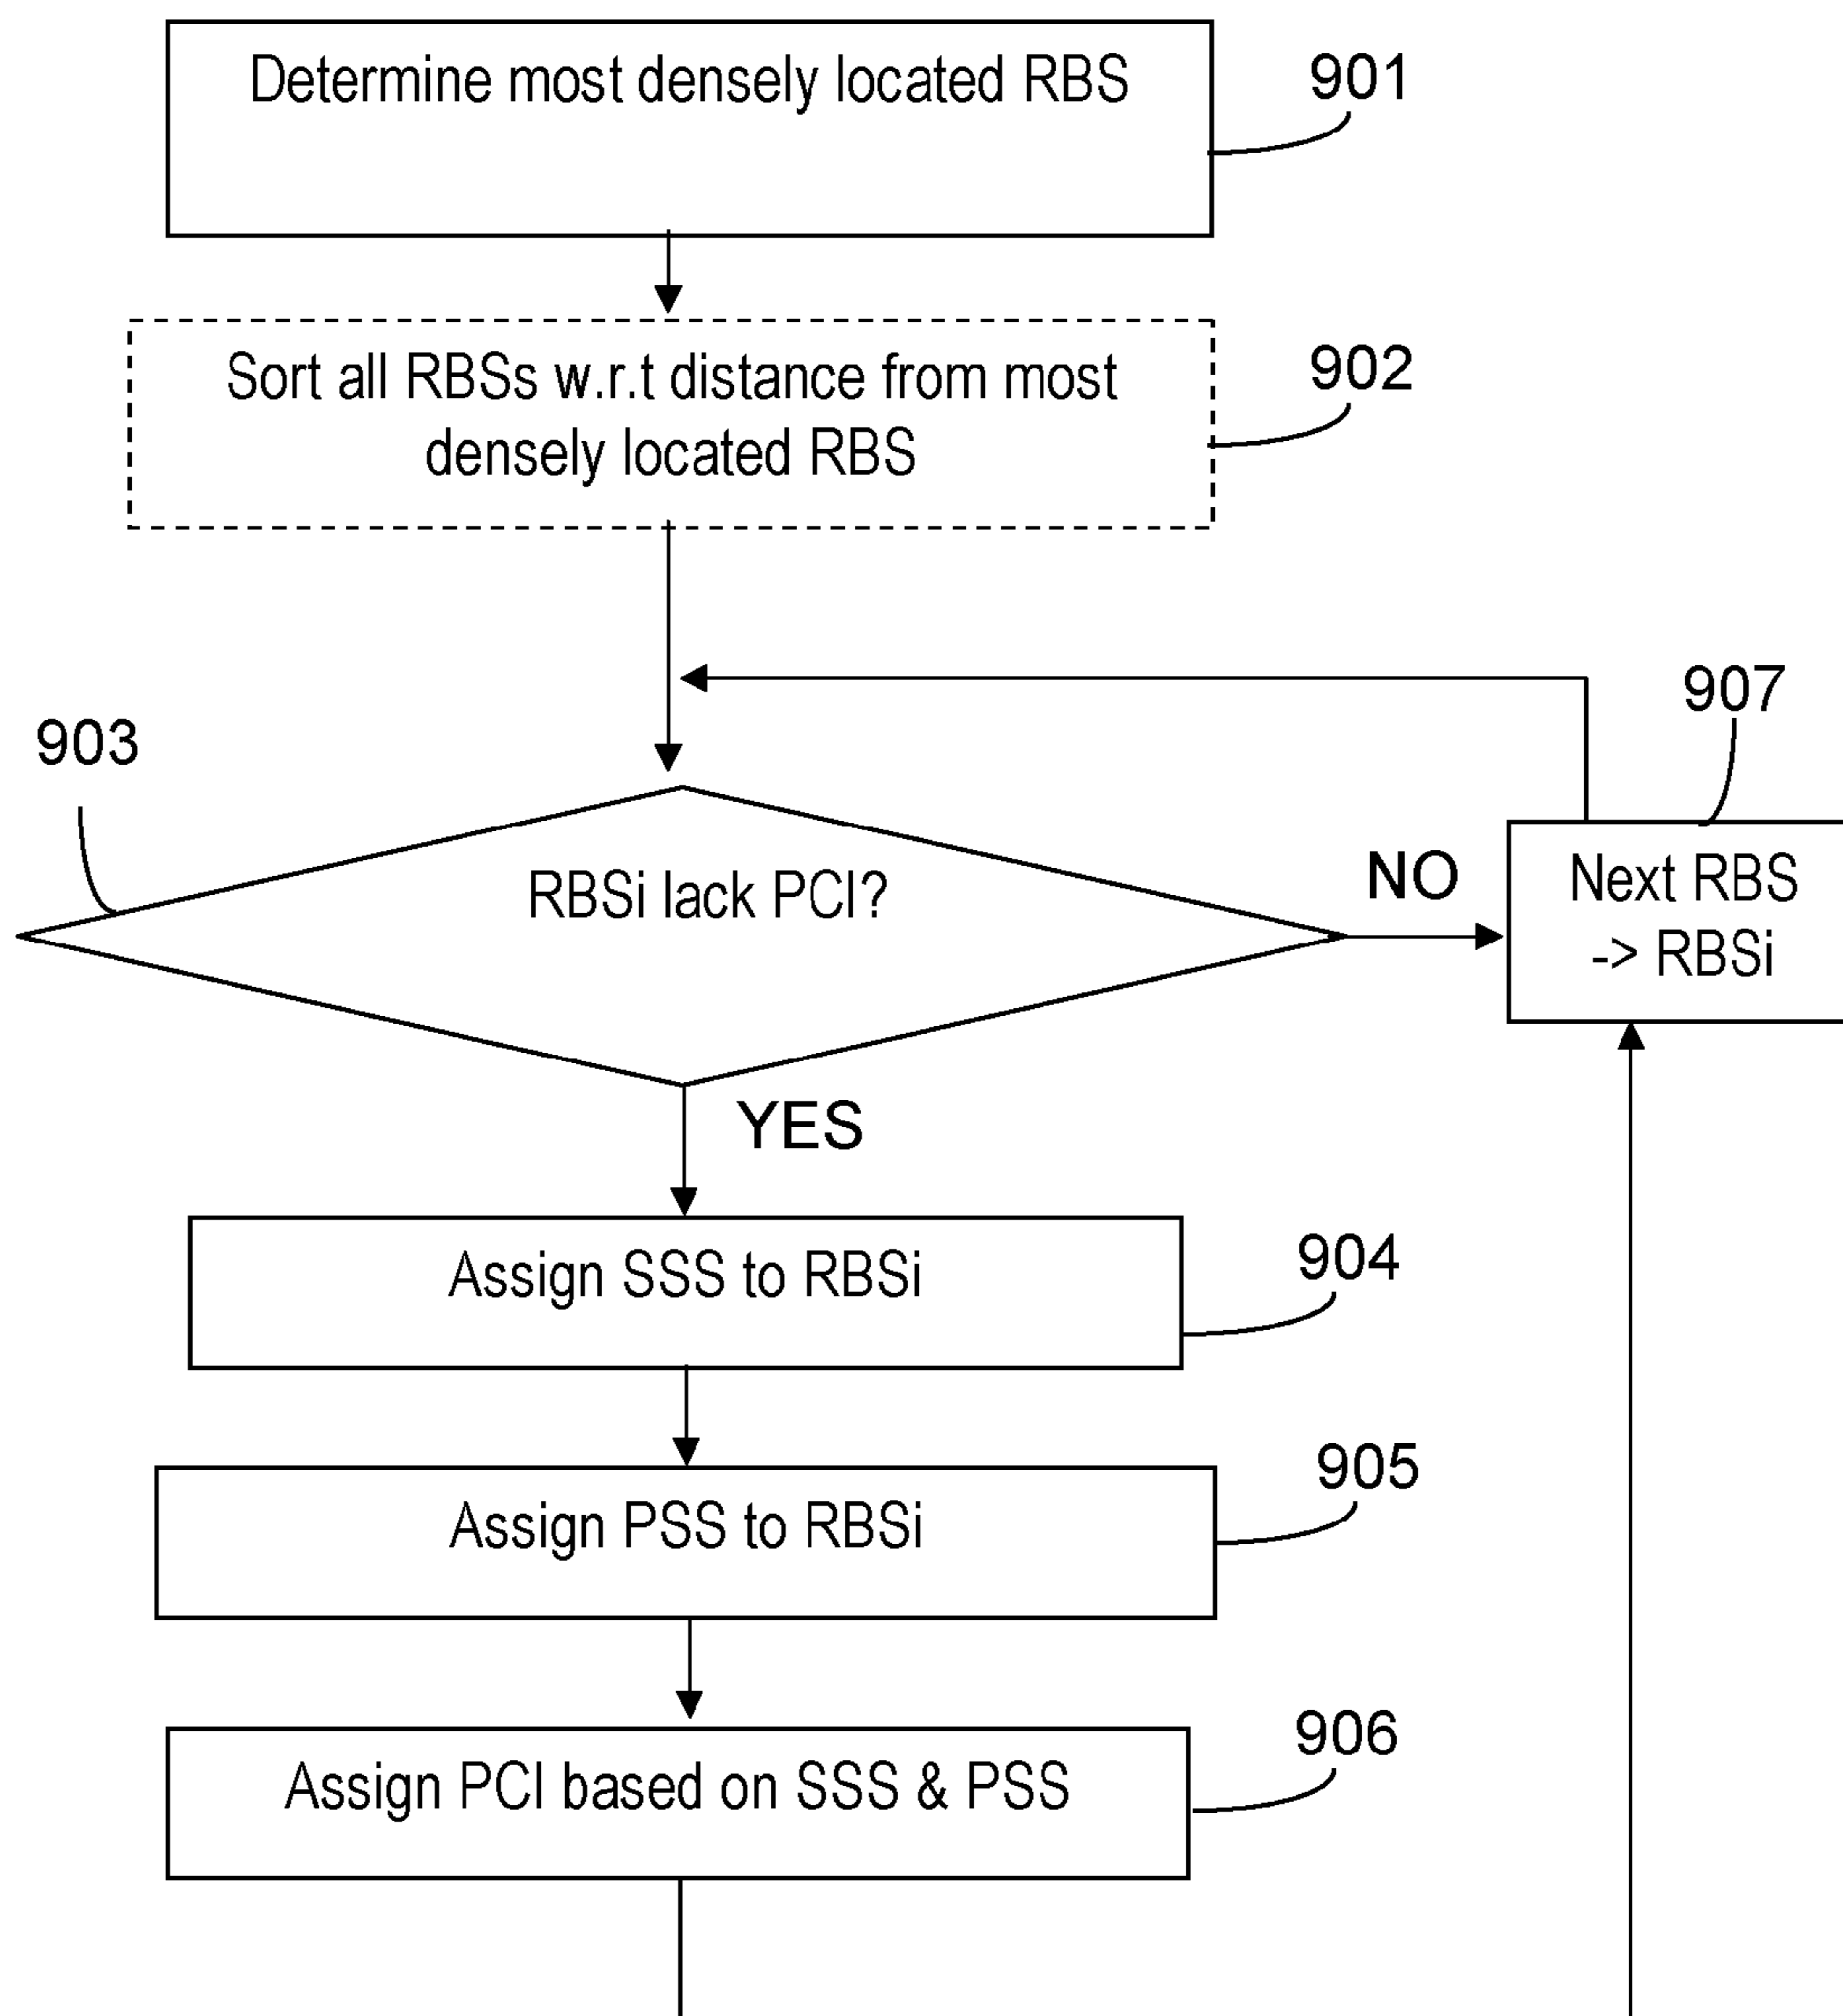 Determine most densely located RBS
901
Sort all RBSs w.r.t distance from most
densely located RBS
902
903
907
RBSi lack PCI?
NO
Next RBS
-> RBSi
YES
Assign SSS to RBSi
904
Assign PSS to RBSi
905
Assign PCI based on SSS & PSS
906